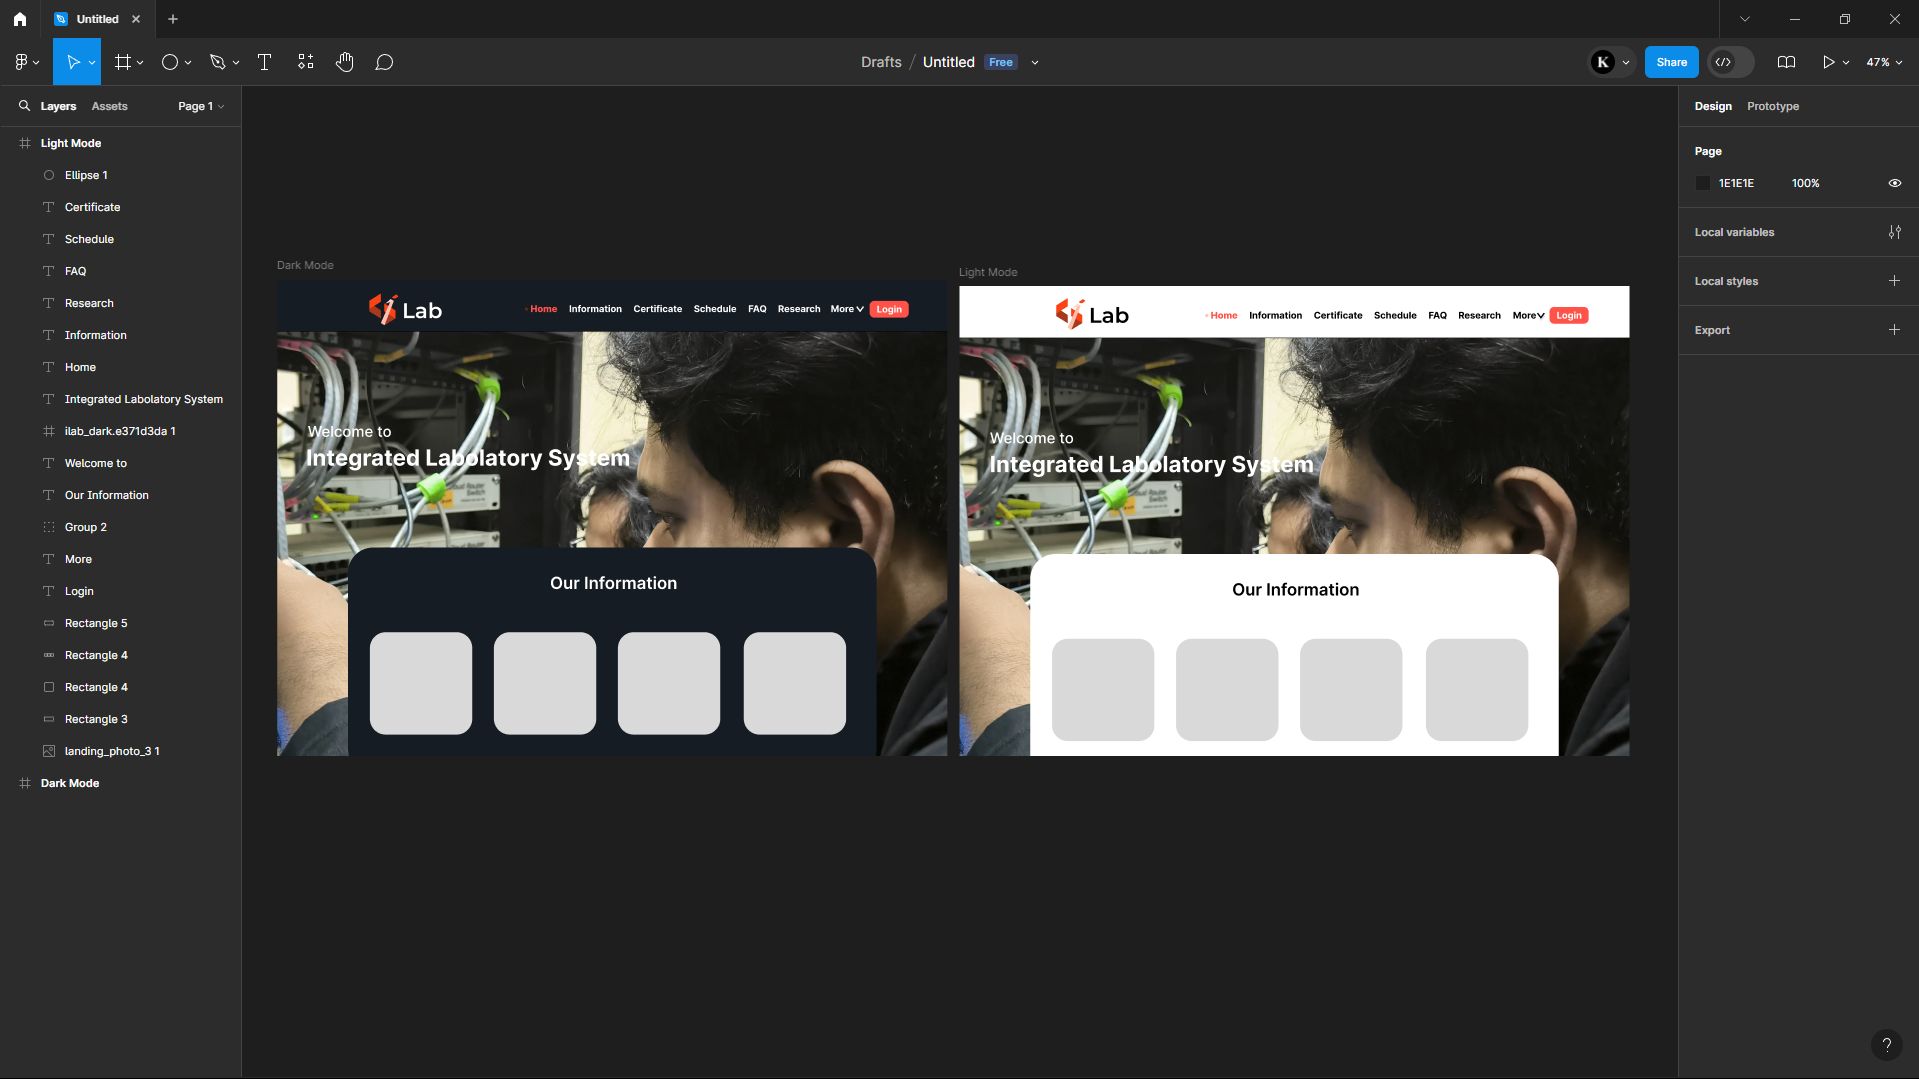 Untitled
Drafts / Untitled Free
K
Share
47%
Layers Assets Page 1
Light Mode
Ellipse 1
Certificate
Schedule
FAQ
Research
Information
Home
Integrated Labolatory System
ilab_dark.e371d3da 1
Welcome to
Our Information
Group 2
More
Login
Rectangle 5
Rectangle 4
Rectangle 4
Rectangle 3
landing_photo_3 1
Dark Mode
Dark Mode
Lab
Home Information Certificate Schedule FAQ Research More Login
Welcome to
Integrated Labolatory System
Our Information
Light Mode
Lab
Home Information Certificate Schedule FAQ Research More Login
Welcome to
Integrated Labolatory System
Our Information
Design Prototype
Page
1E1E1E 100%
Local variables
Local styles
Export
?